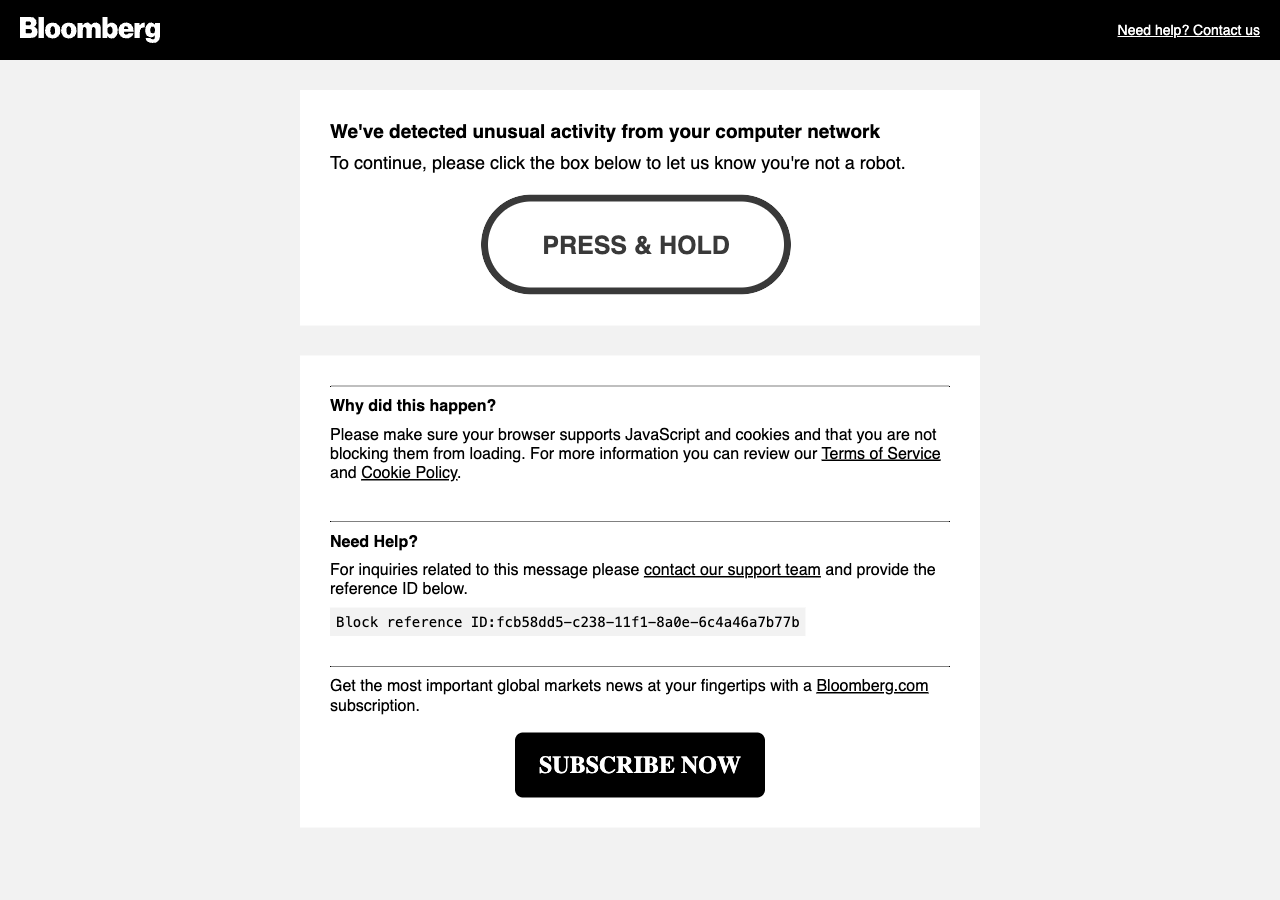 Bloomberg
Need help? Contact us
We've detected unusual activity from your computer network
To continue, please click the box below to let us know you're not a robot.
PRESS & HOLD
Why did this happen?
Please make sure your browser supports JavaScript and cookies and that you are not
blocking them from loading. For more information you can review our Terms of Service
and Cookie Policy.
Need Help?
For inquiries related to this message please contact our support team and provide the
reference ID below.
Block reference ID:fcb58dd5-c238-11f1-8a0e-6c4a46a7b77b
Get the most important global markets news at your fingertips with a Bloomberg.com
subscription.
SUBSCRIBE NOW